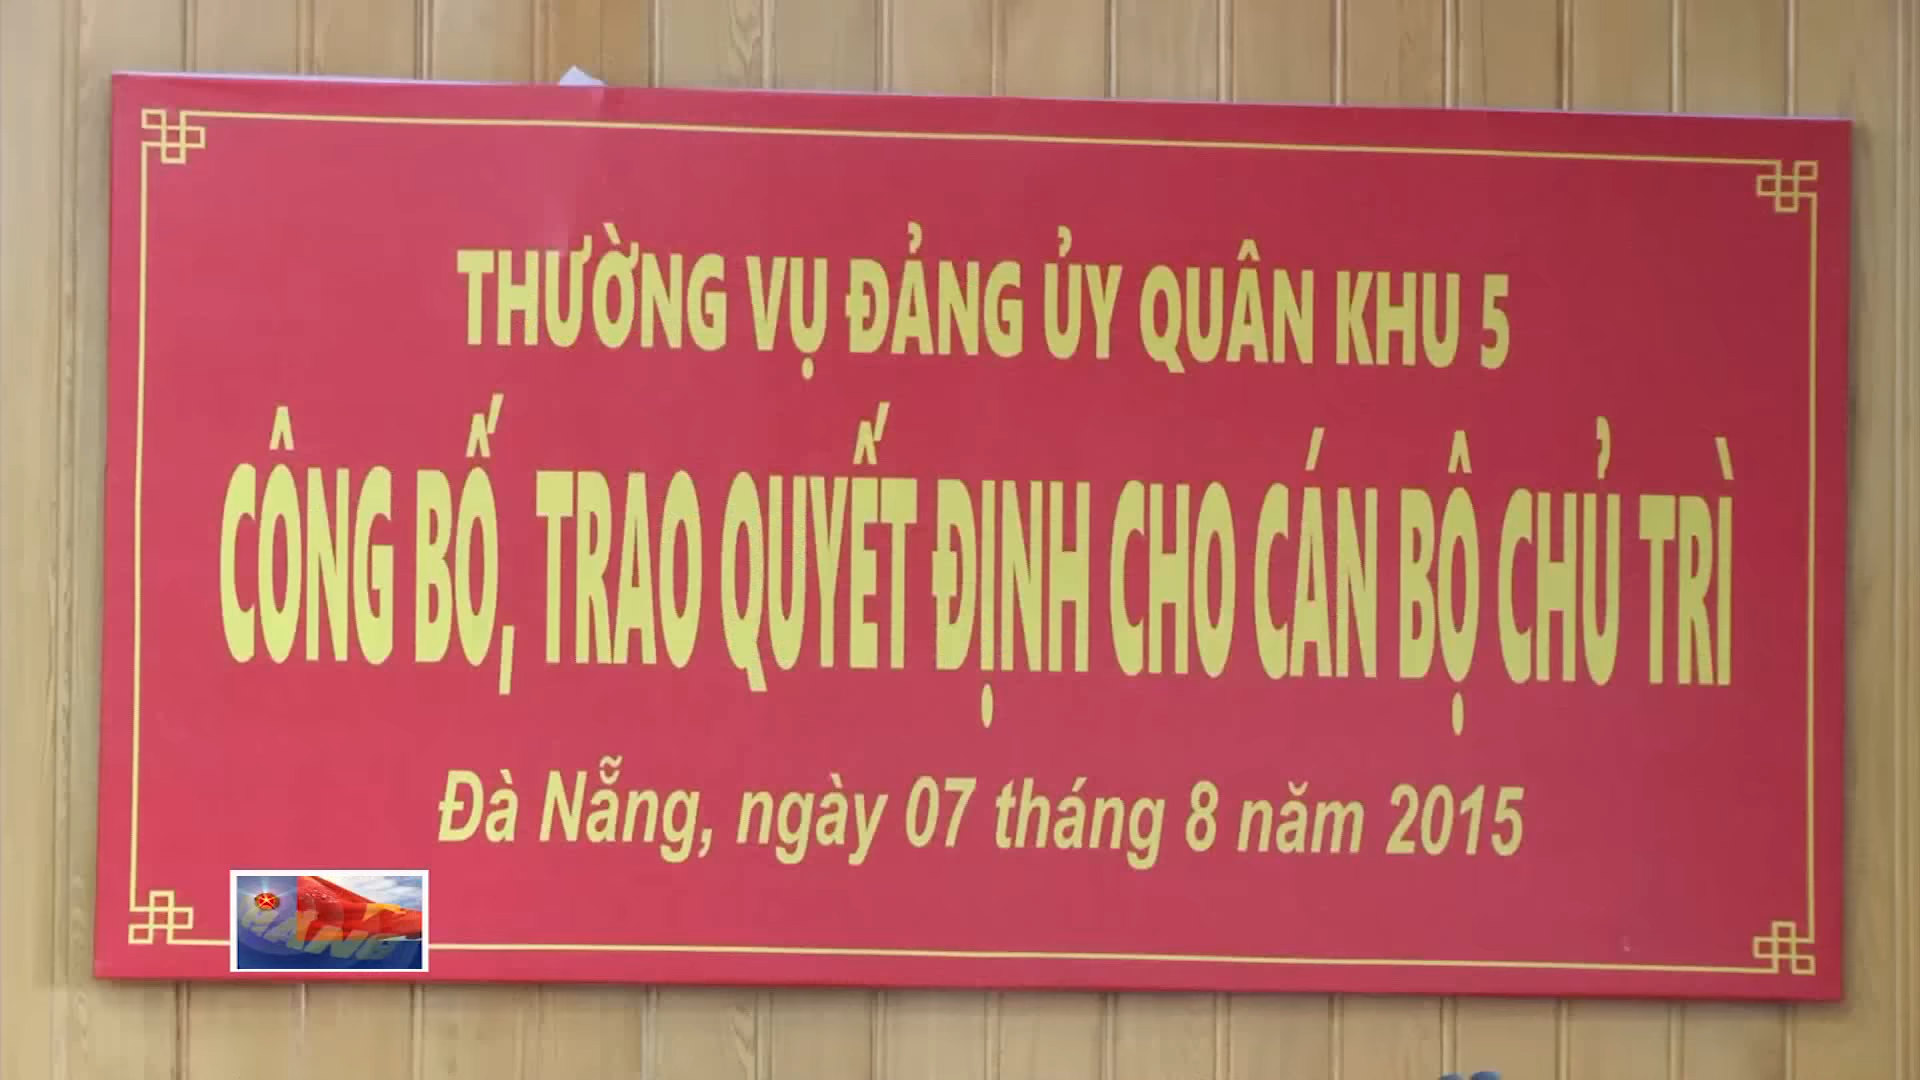 THƯỜNG VỤ ĐẢNG ỦY QUÂN KHU 5
CÔNG BỐ, TRAO QUYẾT ĐỊNH CHO CÁN BỘ CHỦ TRÌ
Đà Nẵng, ngày 07 tháng 8 năm 2015